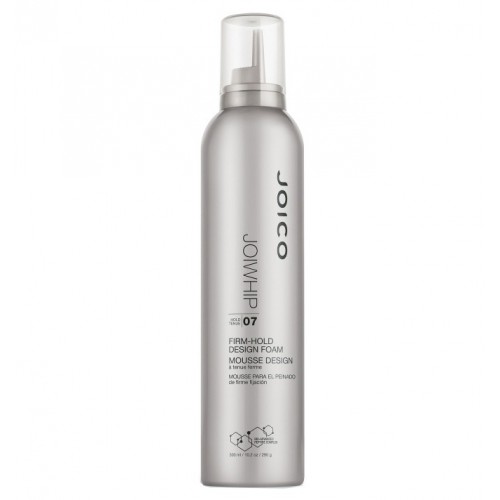 JOICO
JOIWHIP
HOLD
TENUE 07
FIRM-HOLD
DESIGN FOAM
MOUSSE DESIGN
à tenue ferme
MOUSSE PARA EL PEINADO
de firme fijación